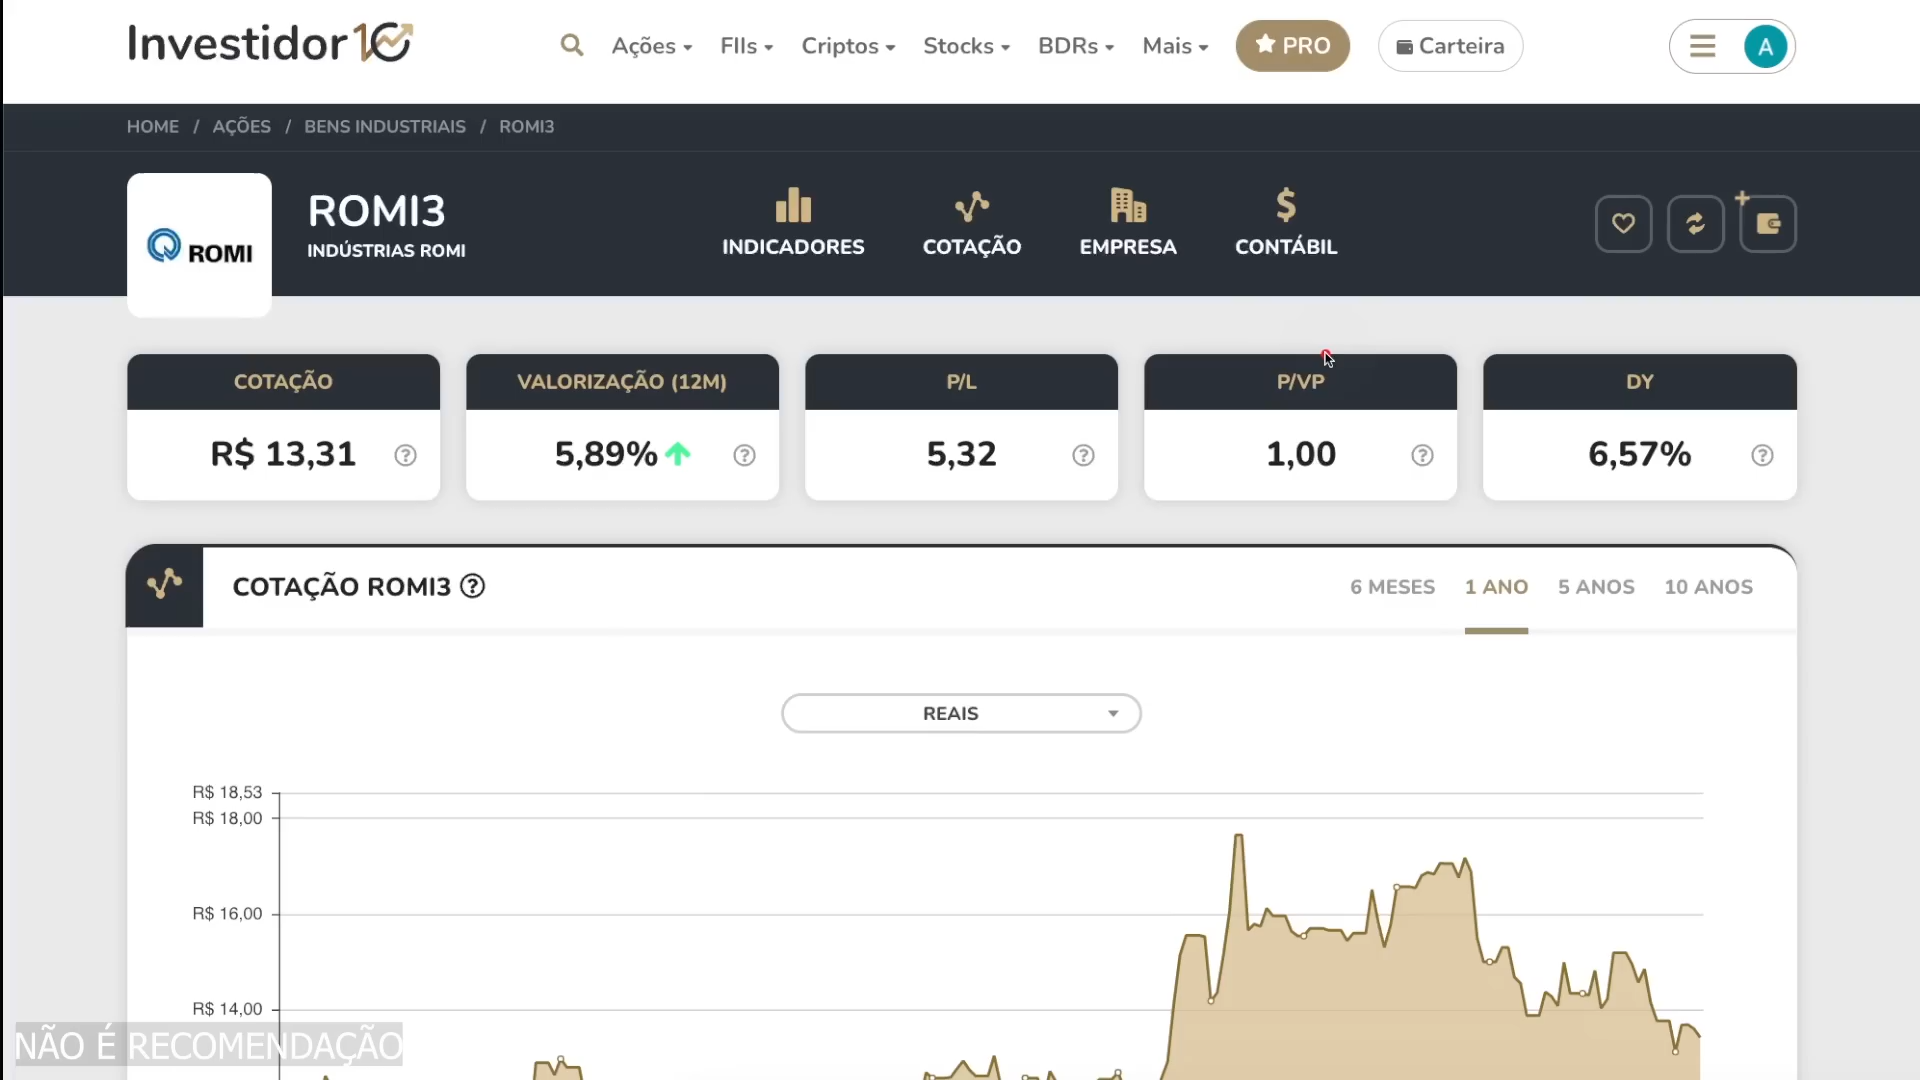 Investidor10
Ações
FIIs
Criptos
Stocks
BDRs
Mais
PRO
Carteira
A
HOME / AÇÕES / BENS INDUSTRIAIS / ROMI3
ROMI
ROMI3
INDÚSTRIAS ROMI
INDICADORES
COTAÇÃO
EMPRESA
CONTÁBIL
COTAÇÃO
R$ 13,31
VALORIZAÇÃO (12M)
5,89%
P/L
5,32
P/VP
1,00
DY
6,57%
COTAÇÃO ROMI3
6 MESES
1 ANO
5 ANOS
10 ANOS
REAIS
R$ 18,53
R$ 18,00
R$ 16,00
R$ 14,00
NÃO É RECOMENDAÇÃO